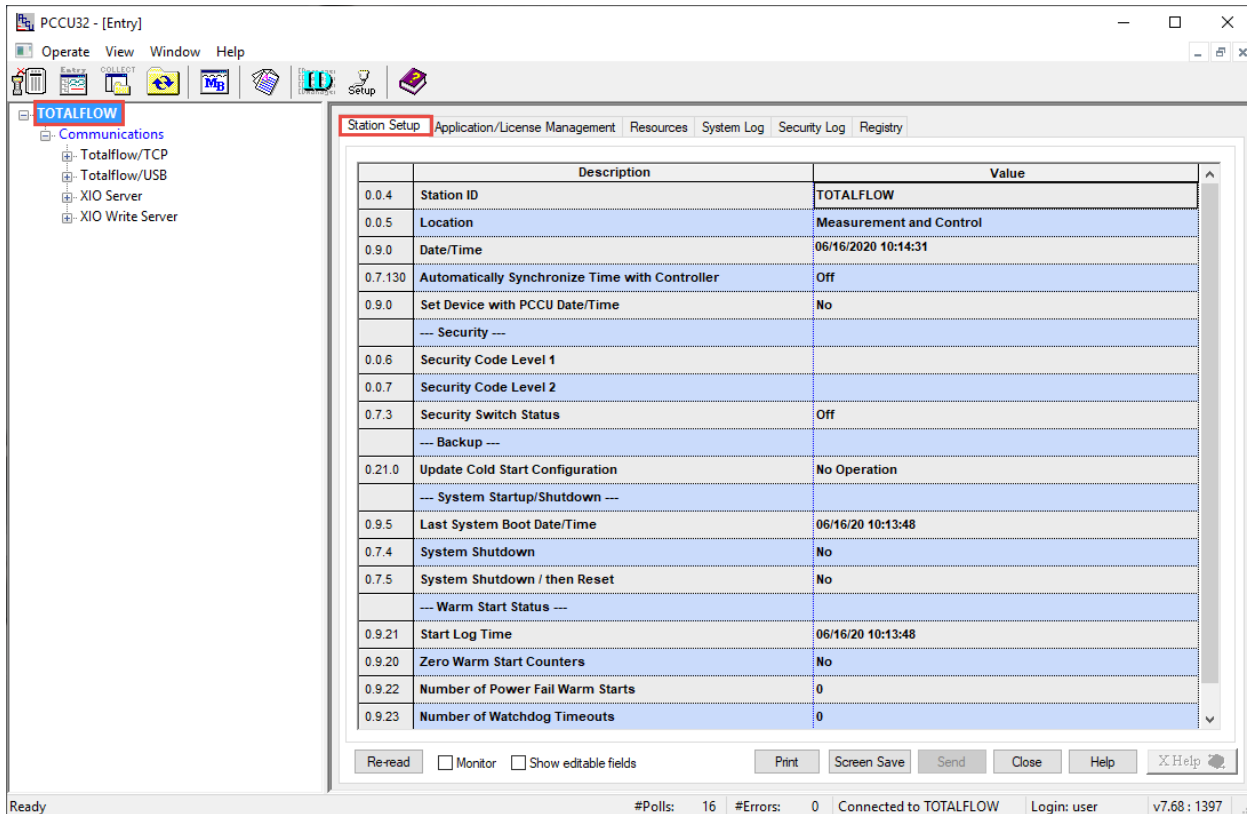 PCCU32 - [Entry]
Operate View Window Help
Entry COLLECT MB ID Setup
TOTALFLOW
Communications
Totalflow/TCP
Totalflow/USB
XIO Server
XIO Write Server
Station Setup Application/License Management Resources System Log Security Log Registry
Description Value
0.0.4 Station ID TOTALFLOW
0.0.5 Location Measurement and Control
0.9.0 Date/Time 06/16/2020 10:14:31
0.7.130 Automatically Synchronize Time with Controller Off
0.9.0 Set Device with PCCU Date/Time No
--- Security ---
0.0.6 Security Code Level 1
0.0.7 Security Code Level 2
0.7.3 Security Switch Status Off
--- Backup ---
0.21.0 Update Cold Start Configuration No Operation
--- System Startup/Shutdown ---
0.9.5 Last System Boot Date/Time 06/16/20 10:13:48
0.7.4 System Shutdown No
0.7.5 System Shutdown / then Reset No
--- Warm Start Status ---
0.9.21 Start Log Time 06/16/20 10:13:48
0.9.20 Zero Warm Start Counters No
0.9.22 Number of Power Fail Warm Starts 0
0.9.23 Number of Watchdog Timeouts 0
Re-read Monitor Show editable fields Print Screen Save Send Close Help X Help
Ready #Polls: 16 #Errors: 0 Connected to TOTALFLOW Login: user v7.68 : 1397